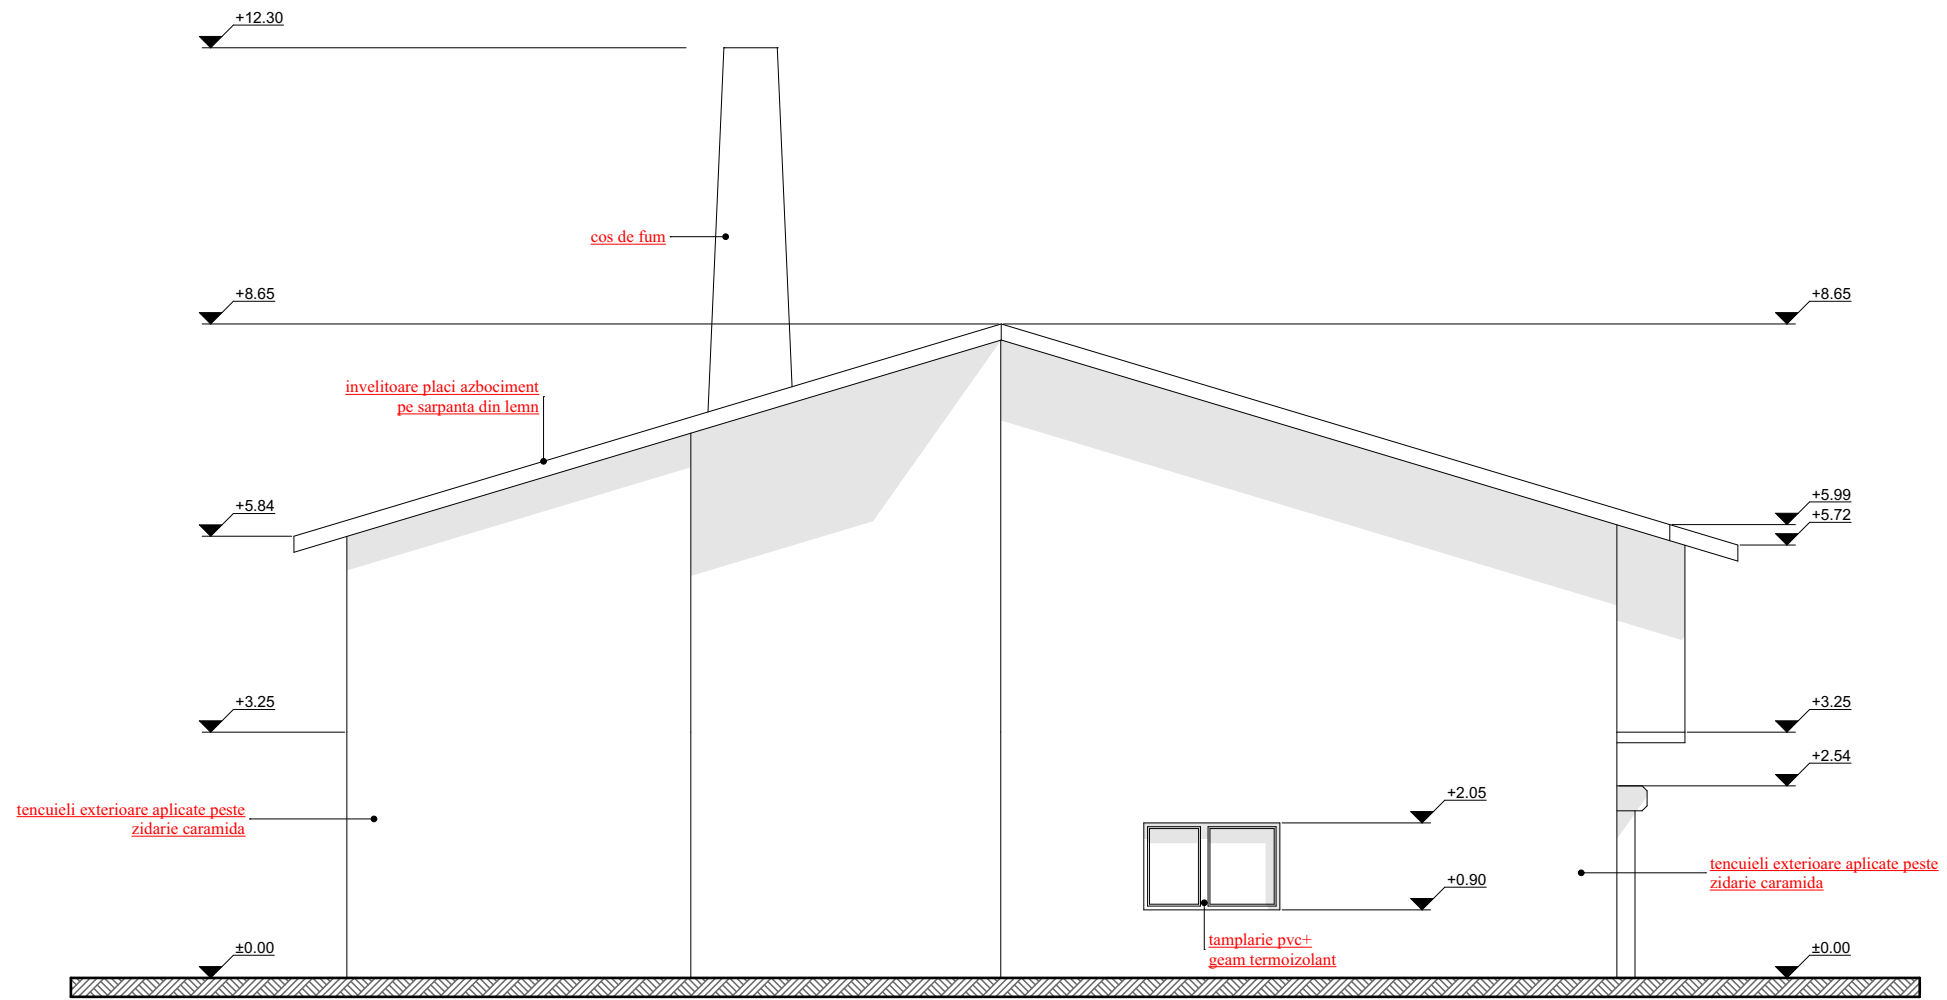 +12.30
cos de fum
+8.65
+8.65
invelitoare placi azbociment
pe sarpanta din lemn
+5.84
+5.99
+5.72
+3.25
+3.25
+2.54
+2.05
tencuieli exterioare aplicate peste
zidarie caramida
+0.90
tencuieli exterioare aplicate peste
zidarie caramida
tamplarie pvc+
geam termoizolant
±0.00
±0.00